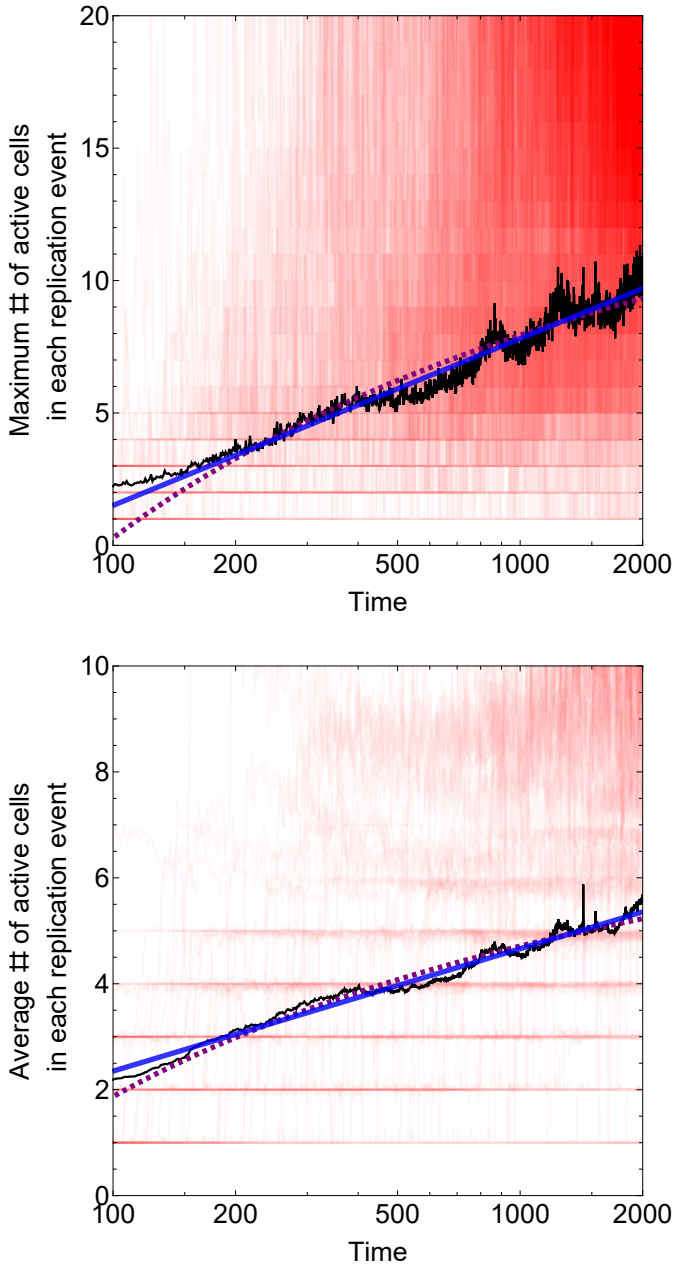 20
15
10
5
0
100 200 500 1000 2000
Time
Maximum # of active cells
in each replication event
10
8
6
4
2
0
100 200 500 1000 2000
Time
Average # of active cells
in each replication event